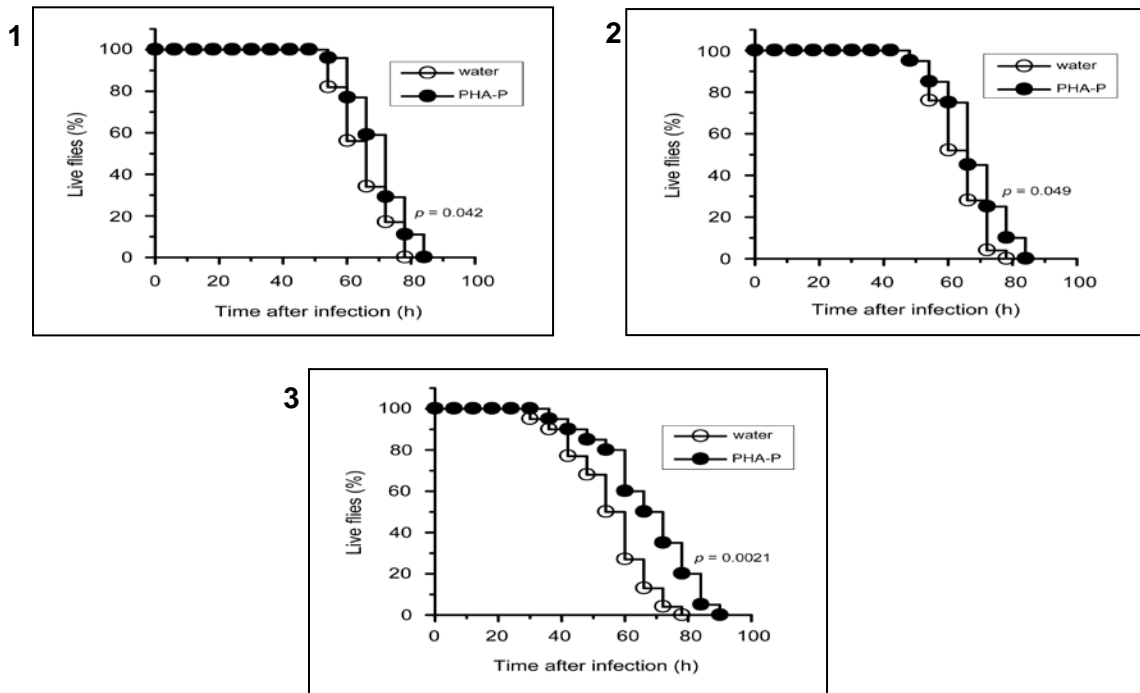 1
100
80
60
40
20
0
Live flies (%)
water
PHA-P
p = 0.042
0 20 40 60 80 100
Time after infection (h)
2
100
80
60
40
20
0
Live flies (%)
water
PHA-P
p = 0.049
0 20 40 60 80 100
Time after infection (h)
3
100
80
60
40
20
0
Live flies (%)
water
PHA-P
p = 0.0021
0 20 40 60 80 100
Time after infection (h)